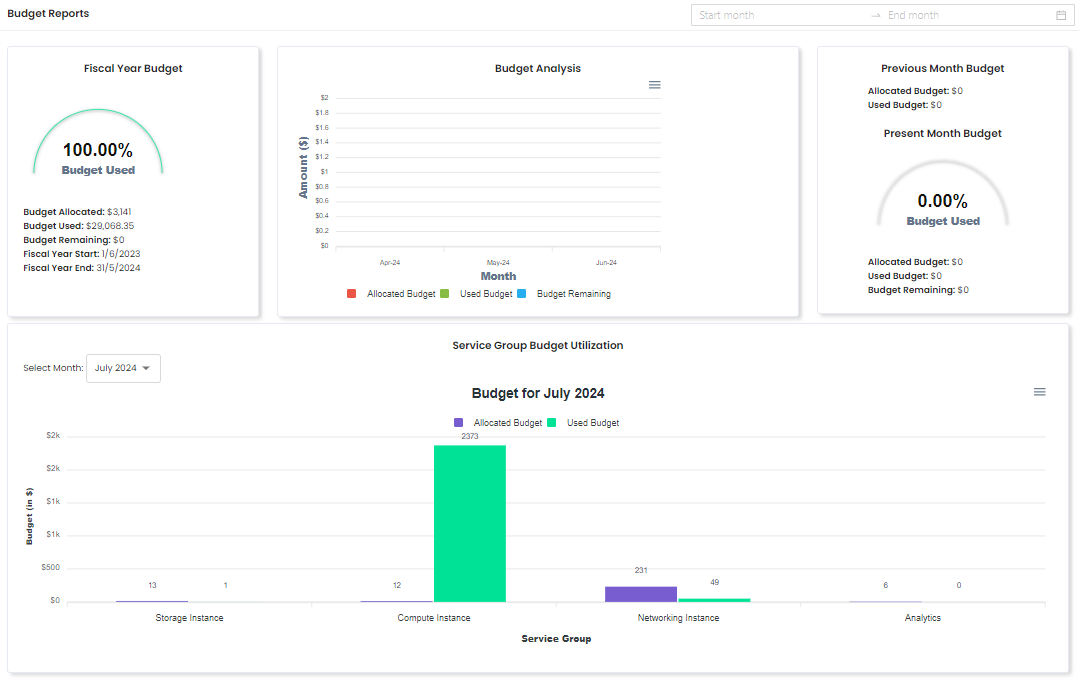 Budget Reports
Start month → End month
Fiscal Year Budget
100.00%
Budget Used
Budget Allocated: $3,141
Budget Used: $29,068.35
Budget Remaining: $0
Fiscal Year Start: 1/6/2023
Fiscal Year End: 31/5/2024
Budget Analysis
$2
$1.8
$1.6
$1.4
$1.2
$1
$0.8
$0.6
$0.4
$0.2
$0
Amount ($)
Apr-24 May-24 Jun-24
Month
Allocated Budget Used Budget Budget Remaining
Previous Month Budget
Allocated Budget: $0
Used Budget: $0
Present Month Budget
0.00%
Budget Used
Allocated Budget: $0
Used Budget: $0
Budget Remaining: $0
Service Group Budget Utilization
Select Month: July 2024
Budget for July 2024
Allocated Budget Used Budget
$2k
$2k
$1k
$1k
$500
$0
Budget (in $)
13 1 12 2373 231 49 6 0
Storage Instance Compute Instance Networking Instance Analytics
Service Group